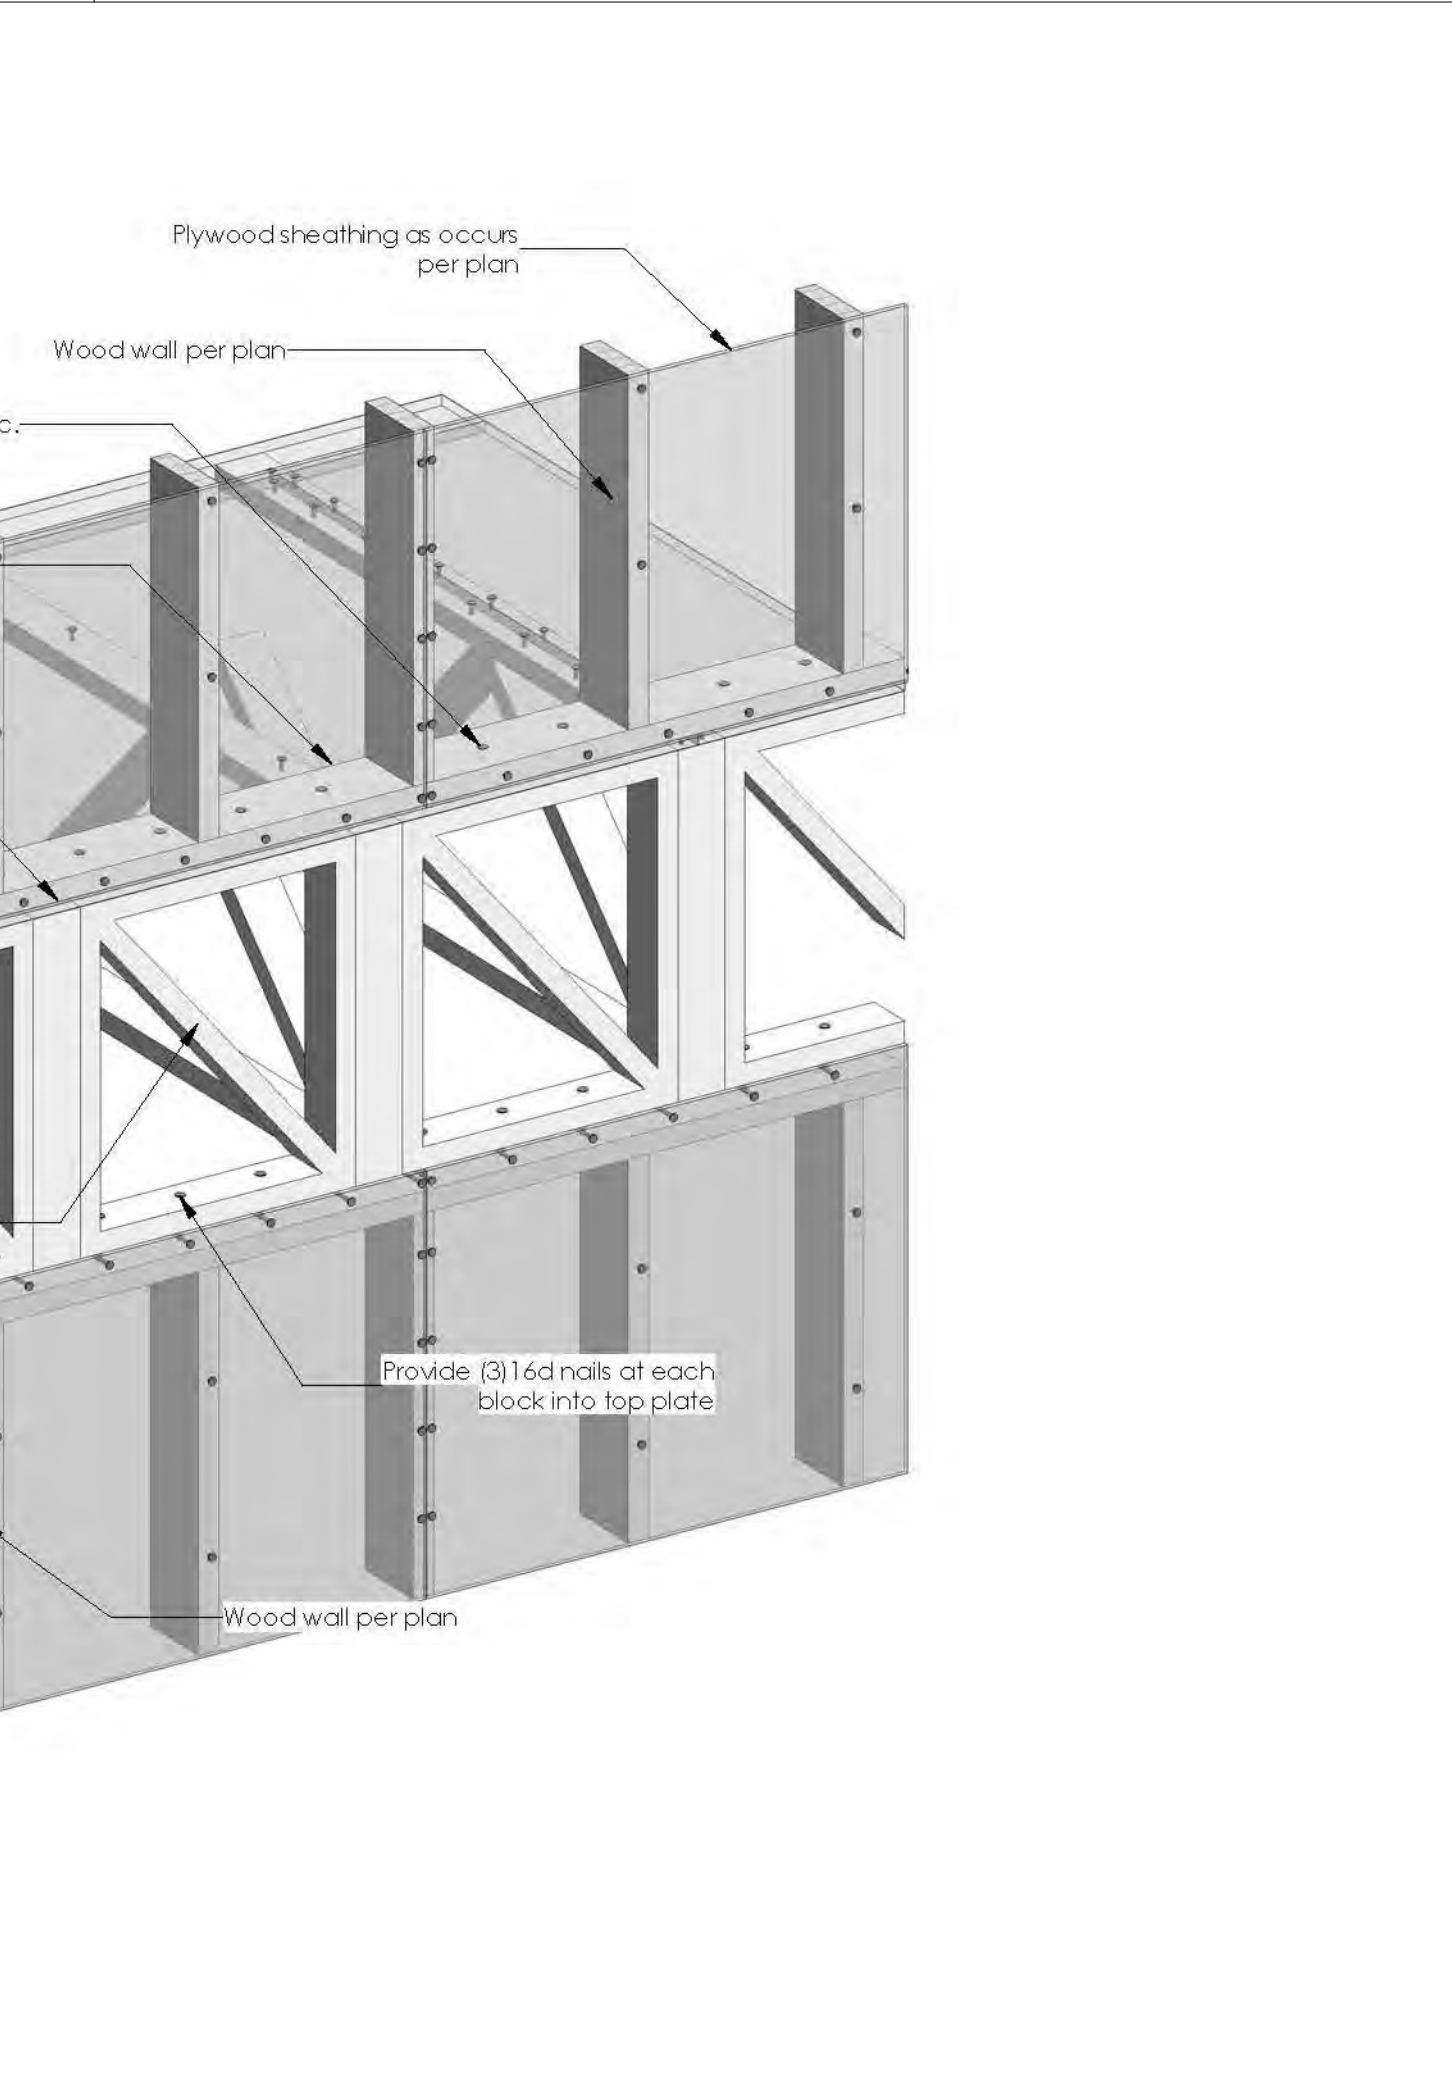 Plywood sheathing as occurs
per plan
Wood wall per plan
c.
Provide (3)16d nails at each
block into top plate
Wood wall per plan